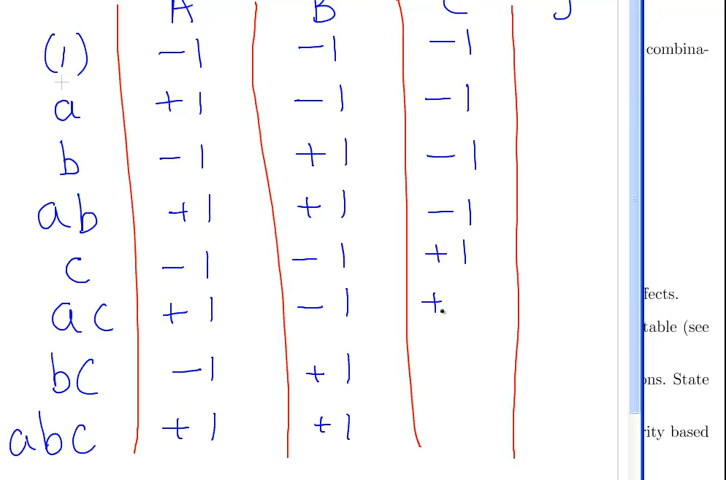 A B C y
(1) -1 -1 -1 combina-
a +1 -1 -1
b -1 +1 -1
ab +1 +1 -1
c -1 -1 +1
fects.
ac +1 -1 +
table (see
bc -1 +1
ons. State
abc +1 +1
rity based